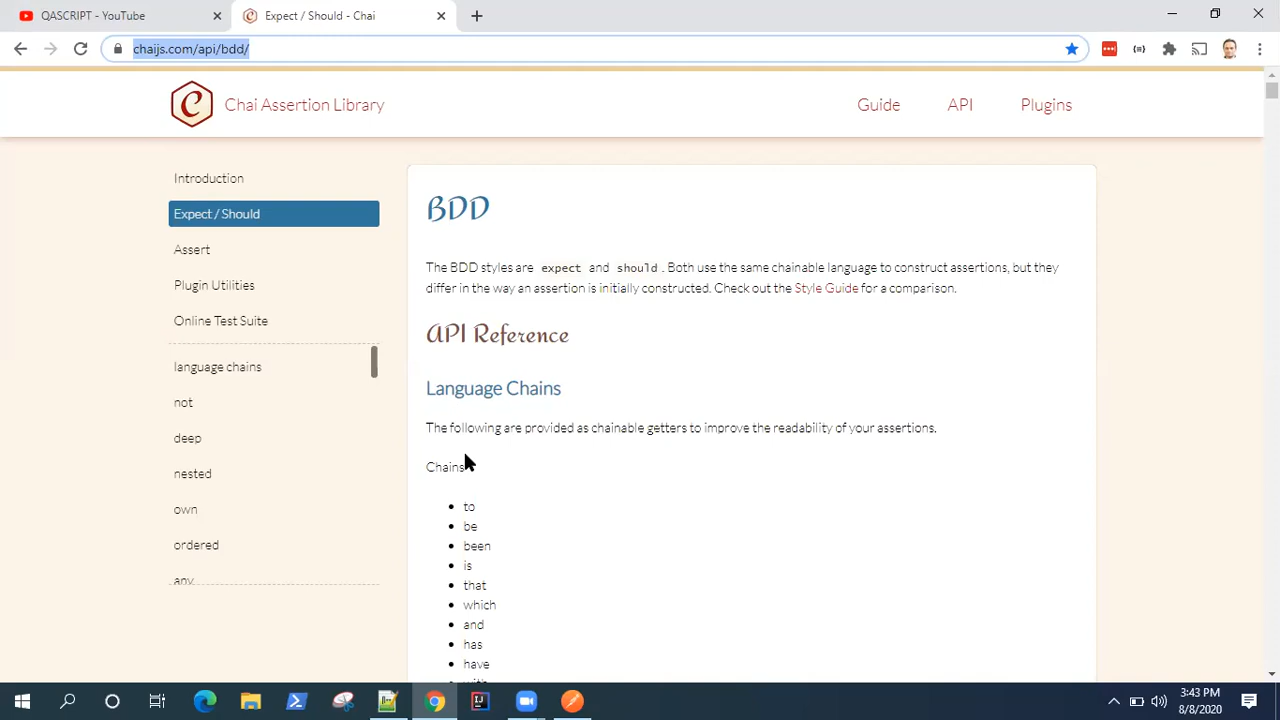 QASCRIPT - YouTube
Expect / Should - Chai
chaijs.com/api/bdd/
Chai Assertion Library
Guide
API
Plugins
Introduction
Expect / Should
Assert
Plugin Utilities
Online Test Suite
language chains
not
deep
nested
own
ordered
any
BDD
The BDD styles are expect and should. Both use the same chainable language to construct assertions, but they
differ in the way an assertion is initially constructed. Check out the Style Guide for a comparison.
API Reference
Language Chains
The following are provided as chainable getters to improve the readability of your assertions.
Chains
• to
• be
• been
• is
• that
• which
• and
• has
• have
• with
3:43 PM
8/8/2020